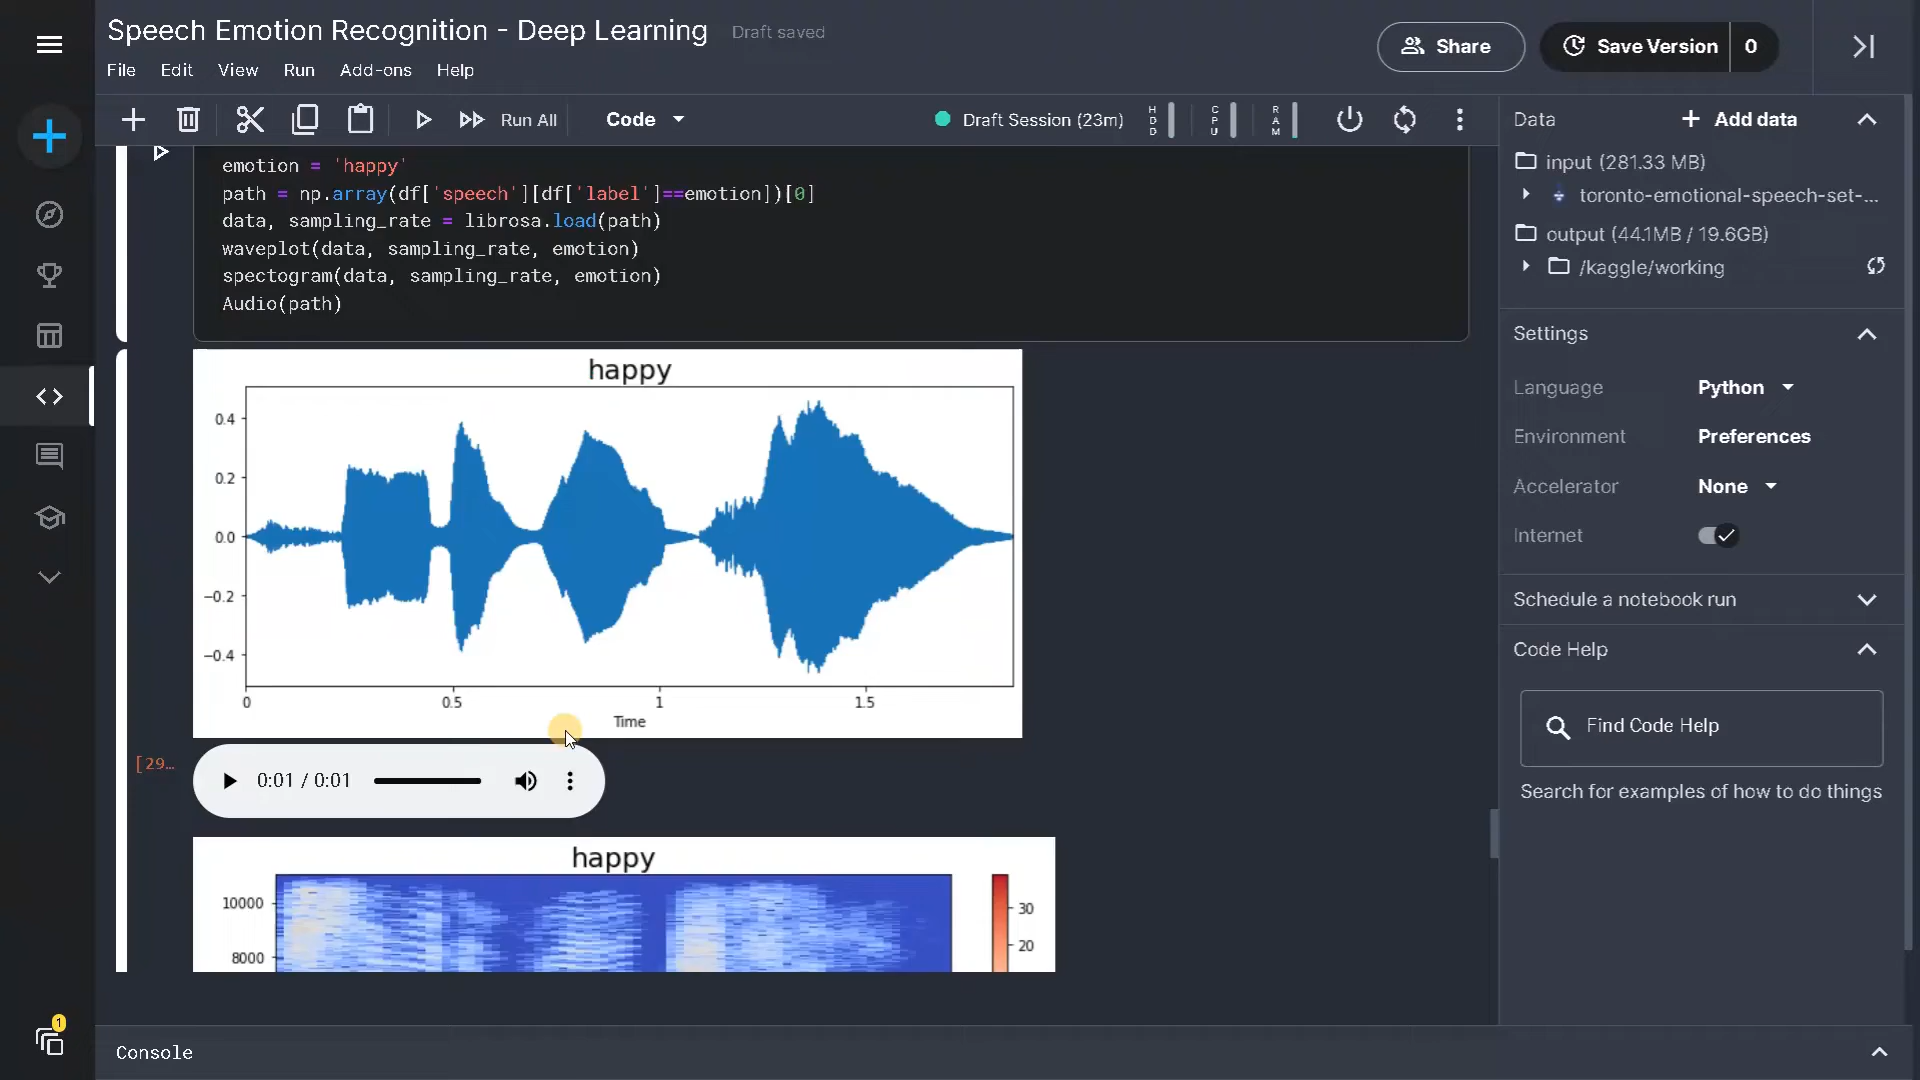 Speech Emotion Recognition - Deep Learning Draft saved
File Edit View Run Add-ons Help
Share
Save Version 0
Run All
Code
Draft Session (23m)
HDD
CPU
RAM
emotion = 'happy'
path = np.array(df['speech'][df['label']==emotion])[0]
data, sampling_rate = librosa.load(path)
waveplot(data, sampling_rate, emotion)
spectogram(data, sampling_rate, emotion)
Audio(path)
happy
0.4
0.2
0.0
−0.2
−0.4
0 0.5 1 1.5
Time
[29…
0:01 / 0:01
happy
10000
8000
30
20
Data
Add data
input (281.33 MB)
toronto-emotional-speech-set-...
output (44.1MB / 19.6GB)
/kaggle/working
Settings
Language Python
Environment Preferences
Accelerator None
Internet
Schedule a notebook run
Code Help
Find Code Help
Search for examples of how to do things
1
Console